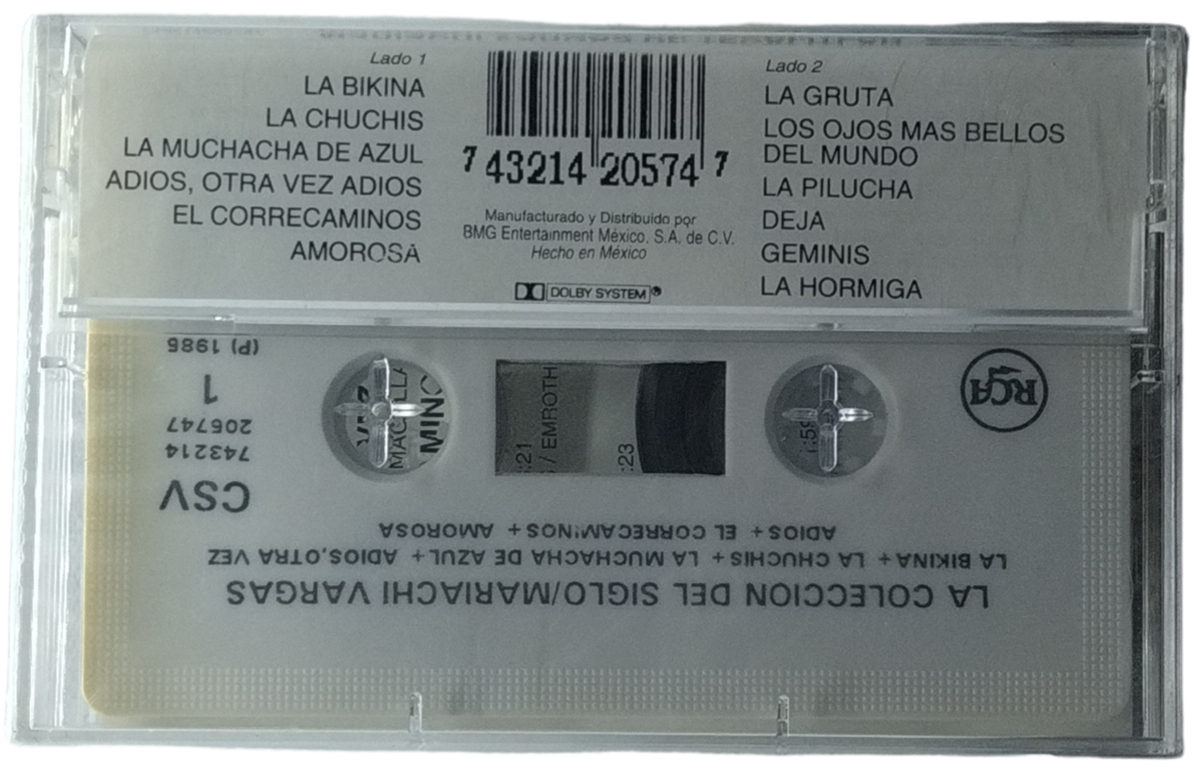 Lado 1
LA BIKINA
LA CHUCHIS
LA MUCHACHA DE AZUL
ADIOS, OTRA VEZ ADIOS
EL CORRECAMINOS
AMOROSA
7 43214 20574 7
Manufacturado y Distribuido por
BMG Entertainment México, S.A. de C.V.
Hecho en México
DOLBY SYSTEM
Lado 2
LA GRUTA
LOS OJOS MAS BELLOS
DEL MUNDO
LA PILUCHA
DEJA
GEMINIS
LA HORMIGA
LA COLECCION DEL SIGLO/MARIACHI VARGAS
LA BIKINA + LA CHUCHIS + LA MUCHACHA DE AZUL + ADIOS,OTRA VEZ
ADIOS + EL CORRECAMINOS + AMOROSA
CSV
743214
205747
1
(P) 1986
RCA
:21
/ EMROTH
:23